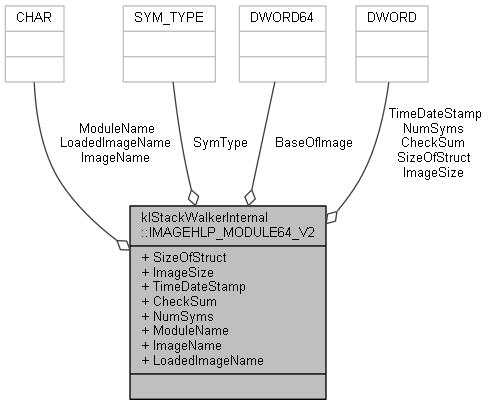 CHAR
SYM_TYPE
DWORD64
DWORD
ModuleName
LoadedImageName
ImageName
SymType
BaseOfImage
TimeDateStamp
NumSyms
CheckSum
SizeOfStruct
ImageSize
klStackWalkerInternal
::IMAGEHLP_MODULE64_V2
+ SizeOfStruct
+ ImageSize
+ TimeDateStamp
+ CheckSum
+ NumSyms
+ ModuleName
+ ImageName
+ LoadedImageName